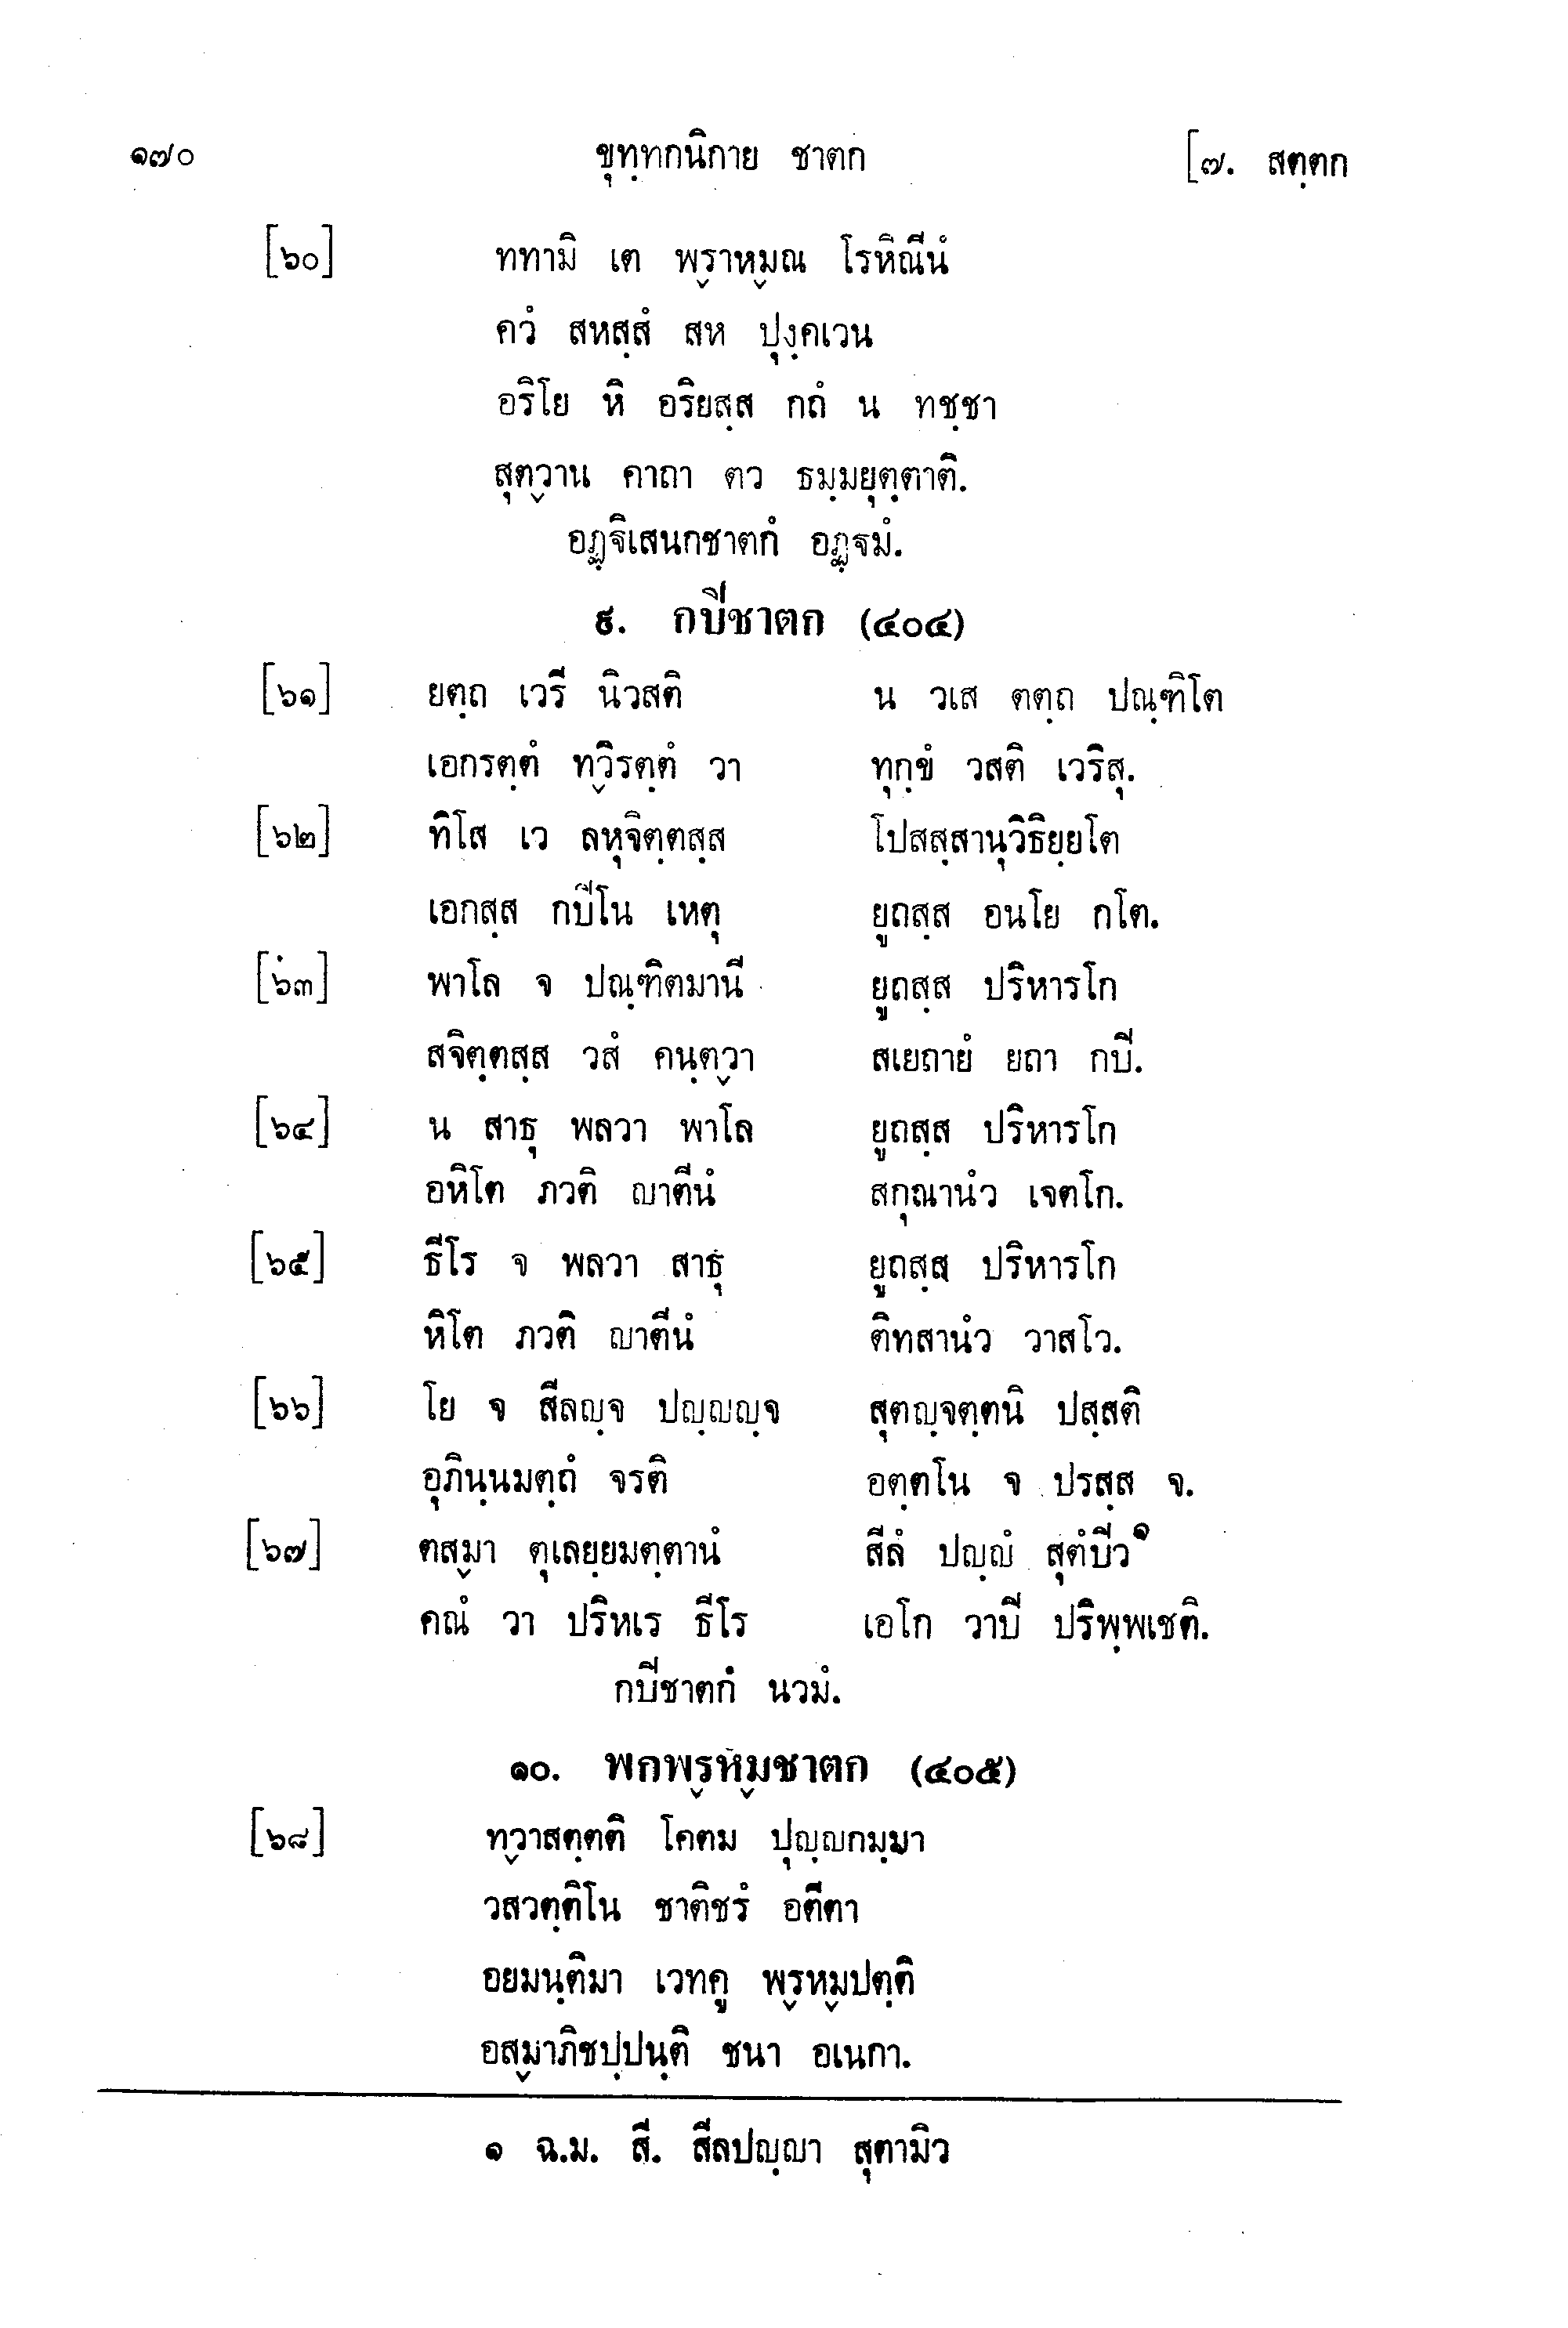 ๑๗๐ ขุทฺทกนิกาย ชาตก [๗. สตฺตก
[๖๐] ททามิ เต พฺราหฺมณ โรหิณีนํ
ควํ สหสฺสํ สห ปุงฺคเวน
อริโย หิ อริยสฺส กถํ น ทชฺชา
สุตฺวาน คาถา ตว ธมฺมยุตฺตาติ.
อฏฺฐิเสนกชาตกํ อฏฺฐมํ.
๙. กปิชาตก (๔๐๔)
[๖๑] ยตฺถ เวรี นิวสติ น วเส ตตฺถ ปณฺฑิโต
เอกรตฺตํ ทฺวิรตฺตํ วา ทุกฺขํ วสติ เวริสุ.
[๖๒] ทิโส เว ลหุจิตฺตสฺส โปสสฺสานุวิธิยฺยโต
เอกสฺส กปิโน เหตุ ยูถสฺส อนโย กโต.
[๖๓] พาโล จ ปณฺฑิตมานี ยูถสฺส ปริหารโก
สจิตฺตสฺส วสํ คนฺตฺวา สเยถายํ ยถา กปิ.
[๖๔] น สาธุ พลวา พาโล ยูถสฺส ปริหารโก
อหิโต ภวติ ญาตีนํ สกุณานํว เจตโก.
[๖๕] ธีโร จ พลวา สาธุ ยูถสฺส ปริหารโก
หิโต ภวติ ญาตีนํ ติทสานํว วาสโว.
[๖๖] โย จ สีลญฺจ ปญฺญญฺจ สุตญฺจตฺตนิ ปสฺสติ
อุภินฺนมตฺถํ จรติ อตฺตโน จ ปรสฺส จ.
[๖๗] ตสฺมา ตุเลยฺยมตฺตานํ สีลํ ปญฺญํ สุตํปิว๑
คณํ วา ปริหเร ธีโร เอโก วาปิ ปริพฺพเชติ.
กปิชาตกํ นวมํ.
๑๐. พกพฺรหฺมชาตก (๔๐๕)
[๖๘] ทฺวาสตฺตติ โคตม ปุญฺญกมฺมา
วสวตฺติโน ชาติชรํ อตีตา
อยมนฺติมา เวทคู พฺรหฺมปตฺติ
อสฺมาภิชปฺปนฺติ ชนา อเนกา.
๑ ฉ.ม. สี. สีลปญฺญา สุตามิว